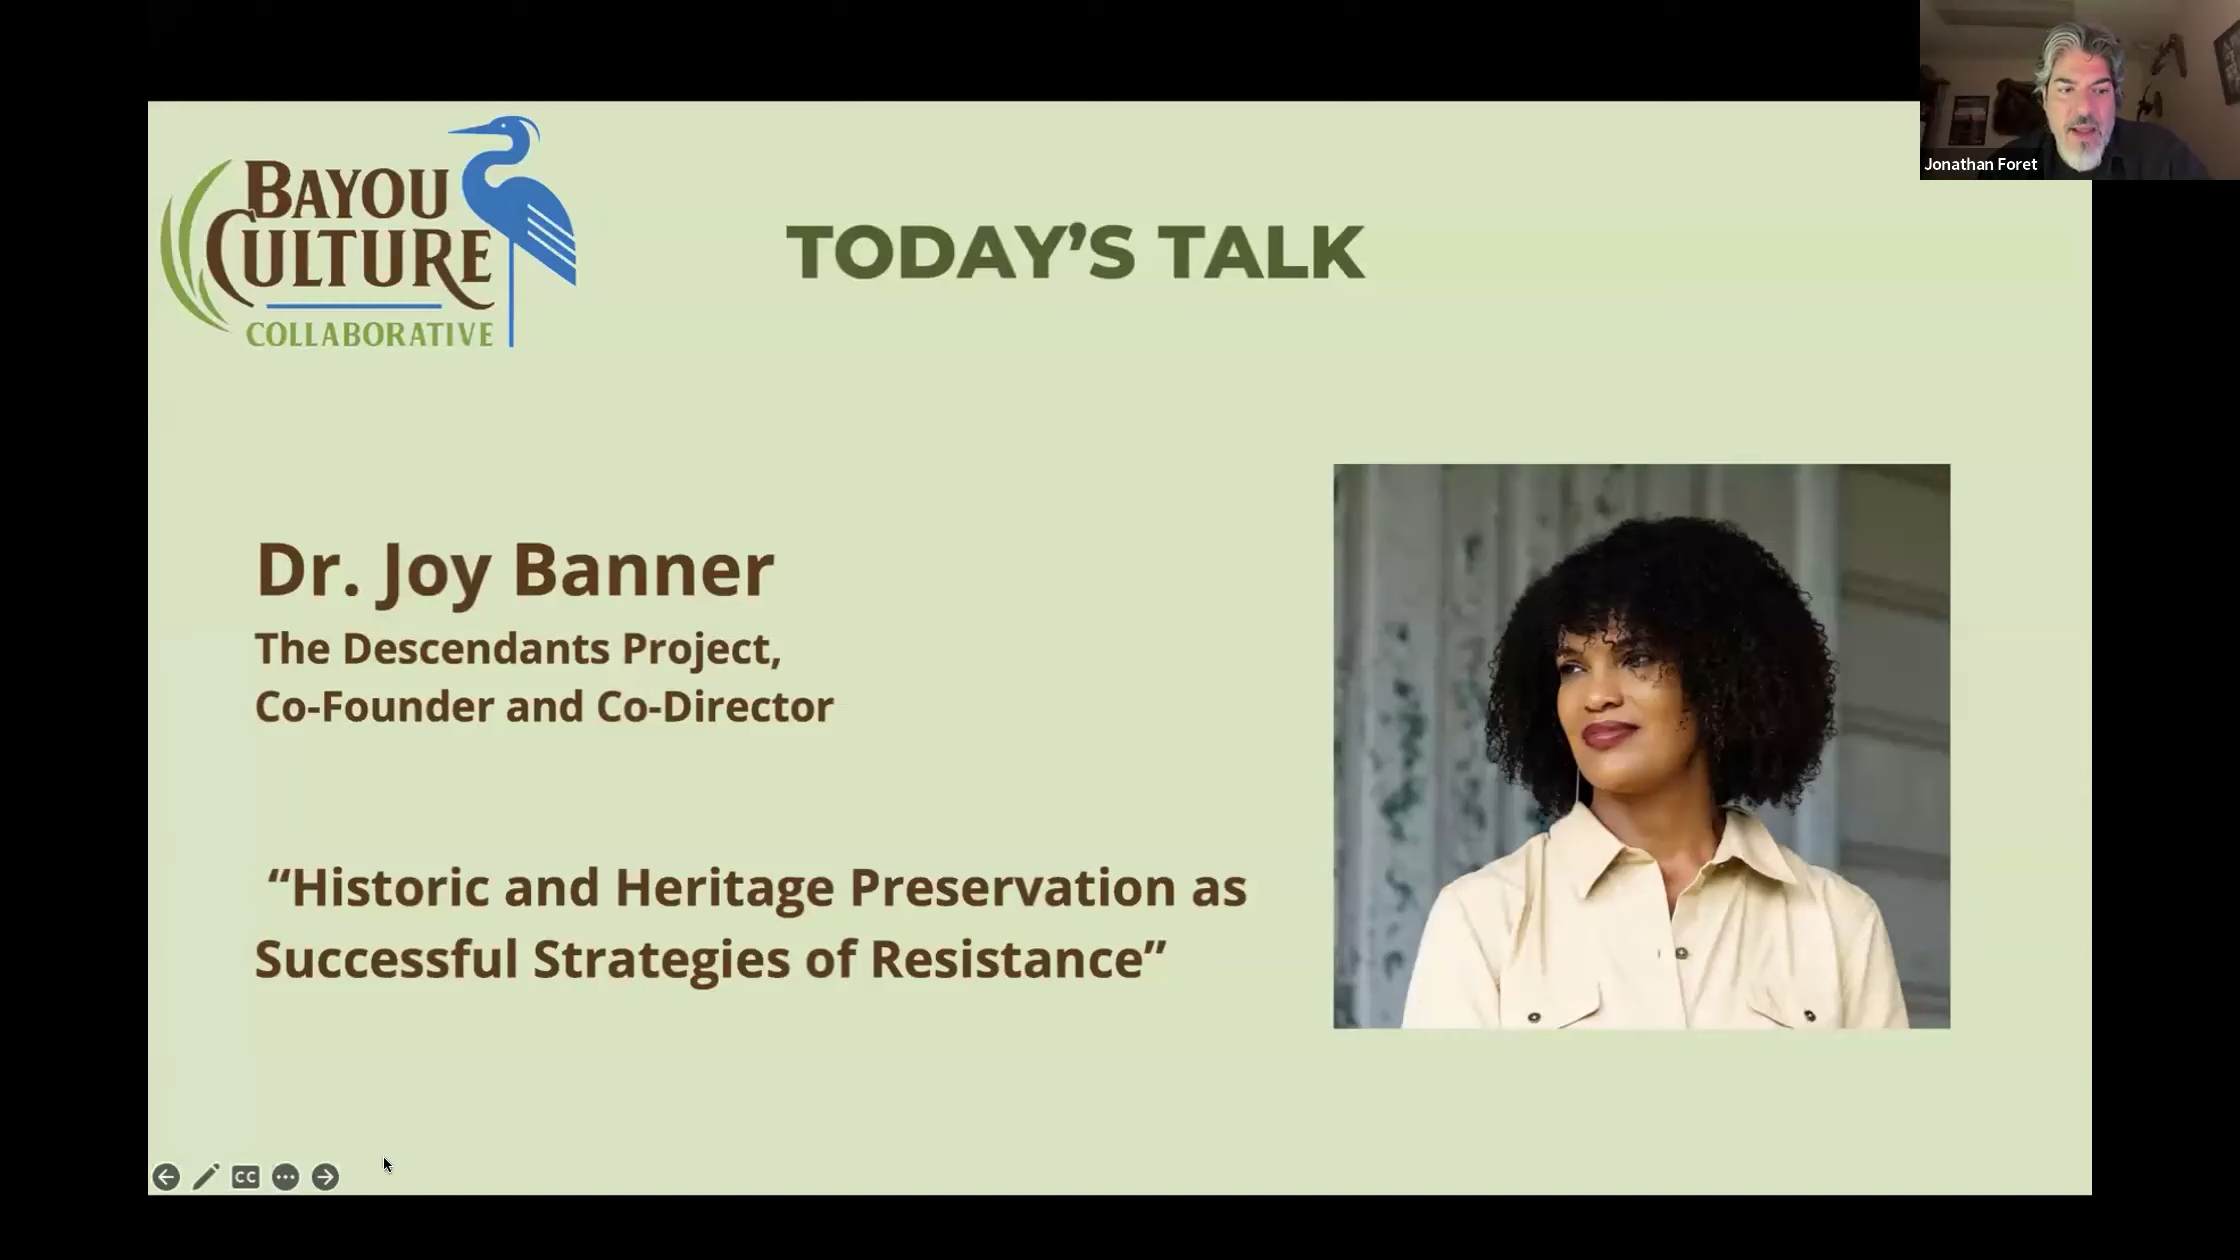 BAYOU
CULTURE
COLLABORATIVE
TODAY’S TALK
Jonathan Foret
Dr. Joy Banner
The Descendants Project,
Co-Founder and Co-Director
“Historic and Heritage Preservation as
Successful Strategies of Resistance”
CC